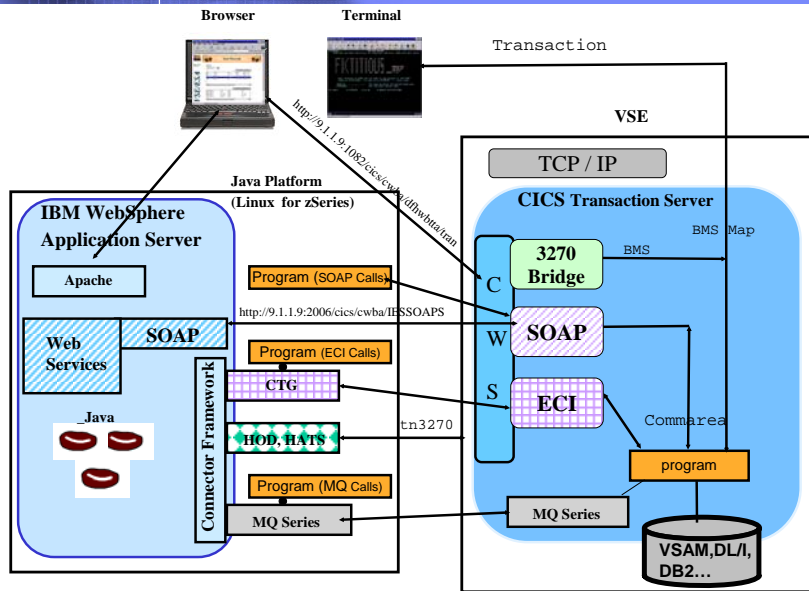 Browser
Terminal
FICTITIOUS
Transaction
VSE
TCP / IP
http://9.1.1.9:1082/cics/cwba/dfhwbtta/tran
Java Platform
(Linux for zSeries)
IBM WebSphere
Application Server
CICS Transaction Server
BMS Map
Apache
Program (SOAP Calls)
C
W
S
3270
Bridge
BMS
http://9.1.1.9:2006/cics/cwba/IESSOAPS
Web
Services
SOAP
SOAP
Program (ECI Calls)
Connector Framework
CTG
ECI
Commarea
_Java
HOD, HATS
tn3270
program
Program (MQ Calls)
MQ Series
MQ Series
VSAM,DL/I,
DB2...